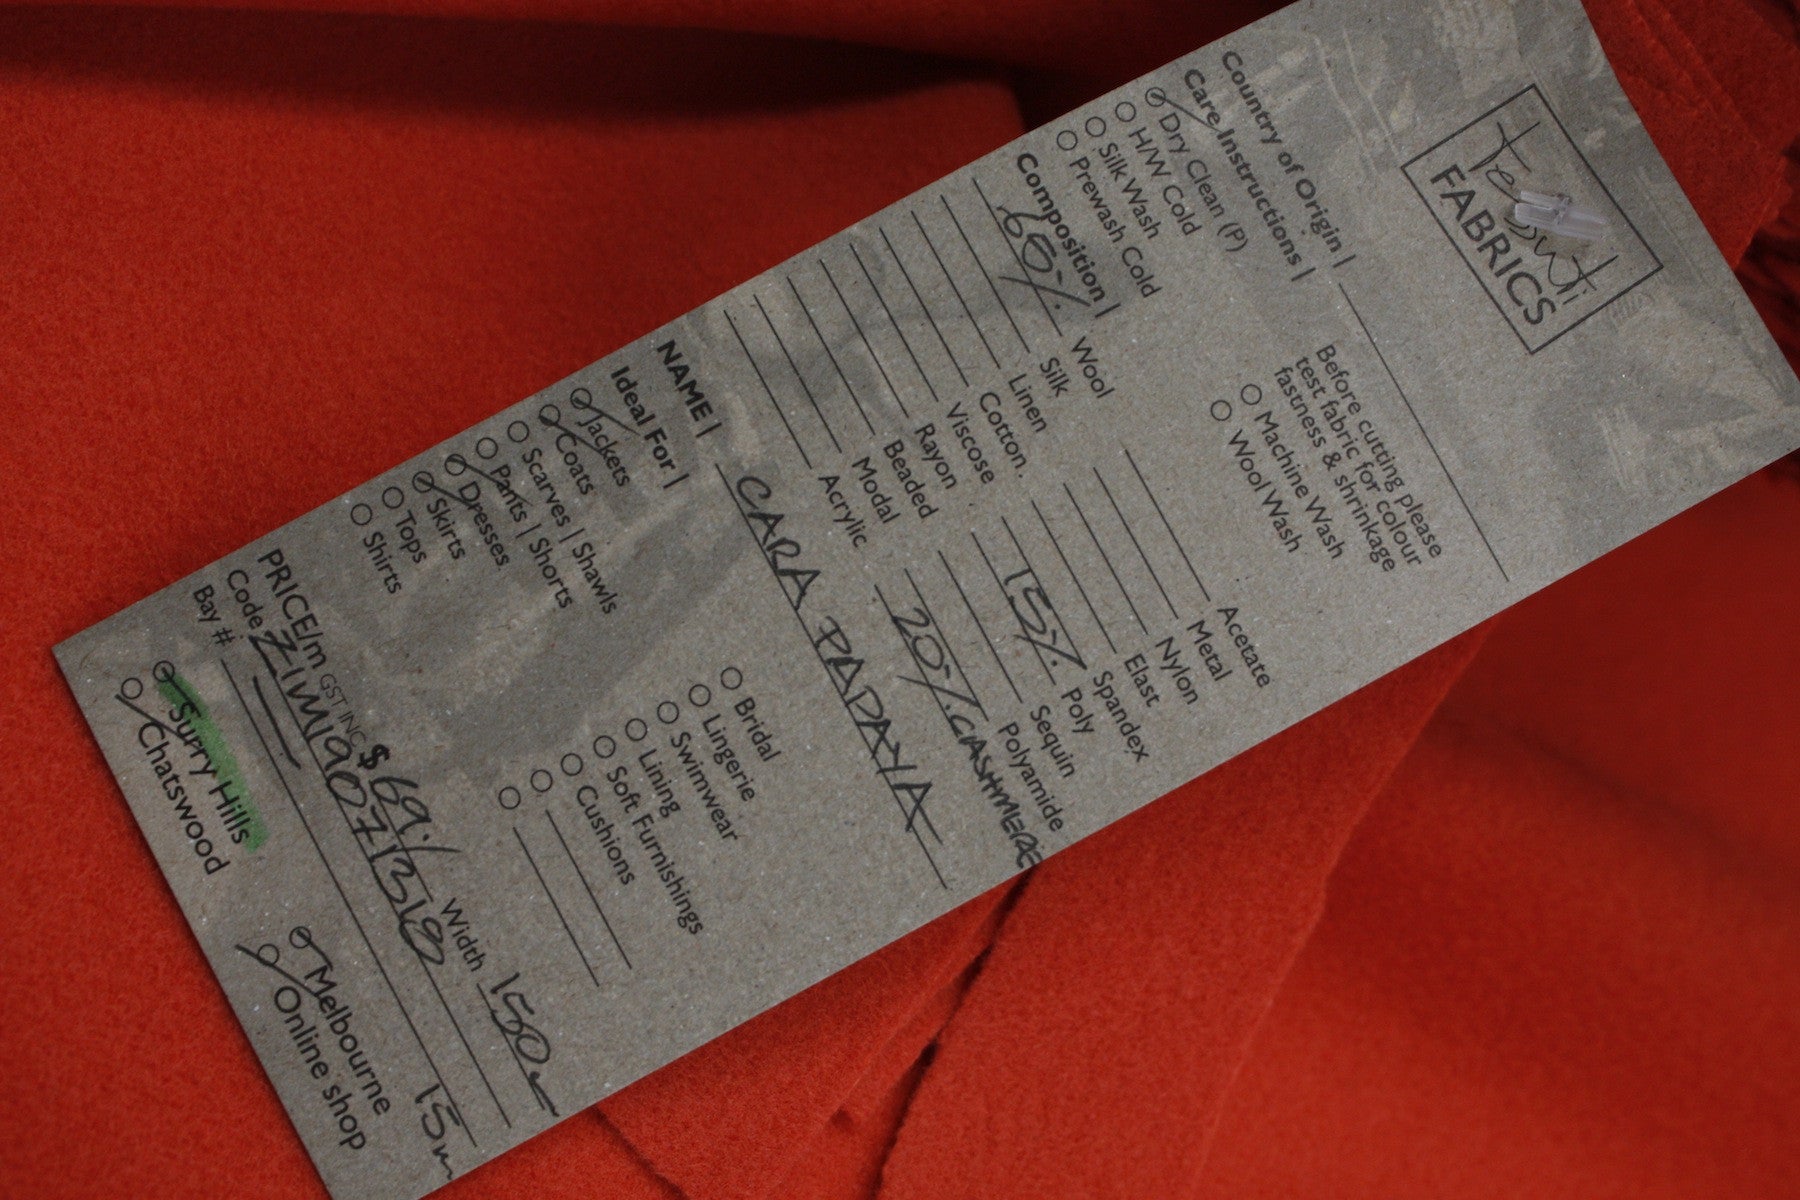 Tessuti
FABRICS
Country of Origin |
Care Instructions |
Dry Clean (P)
H/W Cold
Silk Wash
Prewash Cold
Before cutting please
test fabric for colour
fastness & shrinkage
Machine Wash
Wool Wash
Composition |
65% Wool
Silk
Linen
Cotton
Viscose
Rayon
Beaded
Modal
Acrylic
Acetate
Metal
Nylon
Elast
Spandex
15% Poly
Sequin
Polyamide
20% CASHMERE
NAME | CARA PAPAYA
Ideal For |
Jackets
Coats
Scarves | Shawls
Pants | Shorts
Dresses
Skirts
Tops
Shirts
Bridal
Lingerie
Swimwear
Lining
Soft Furnishings
Cushions
PRICE/m GST INC $ 69.
Width 150
Code
Bay #
15m
Surry Hills
Chatswood
Melbourne
Online shop